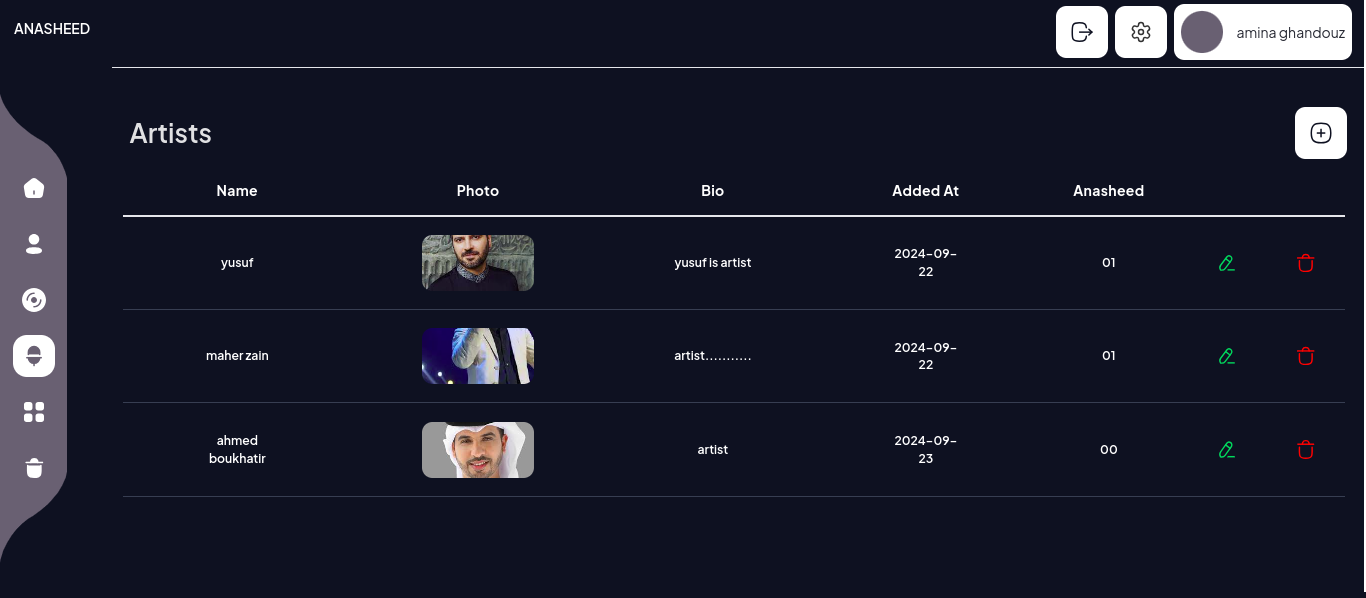 ANASHEED
amina ghandouz
Artists
Name Photo Bio Added At Anasheed
yusuf yusuf is artist 2024-09-
22 01
maher zain artist........... 2024-09-
22 01
ahmed
boukhatir artist 2024-09-
23 00